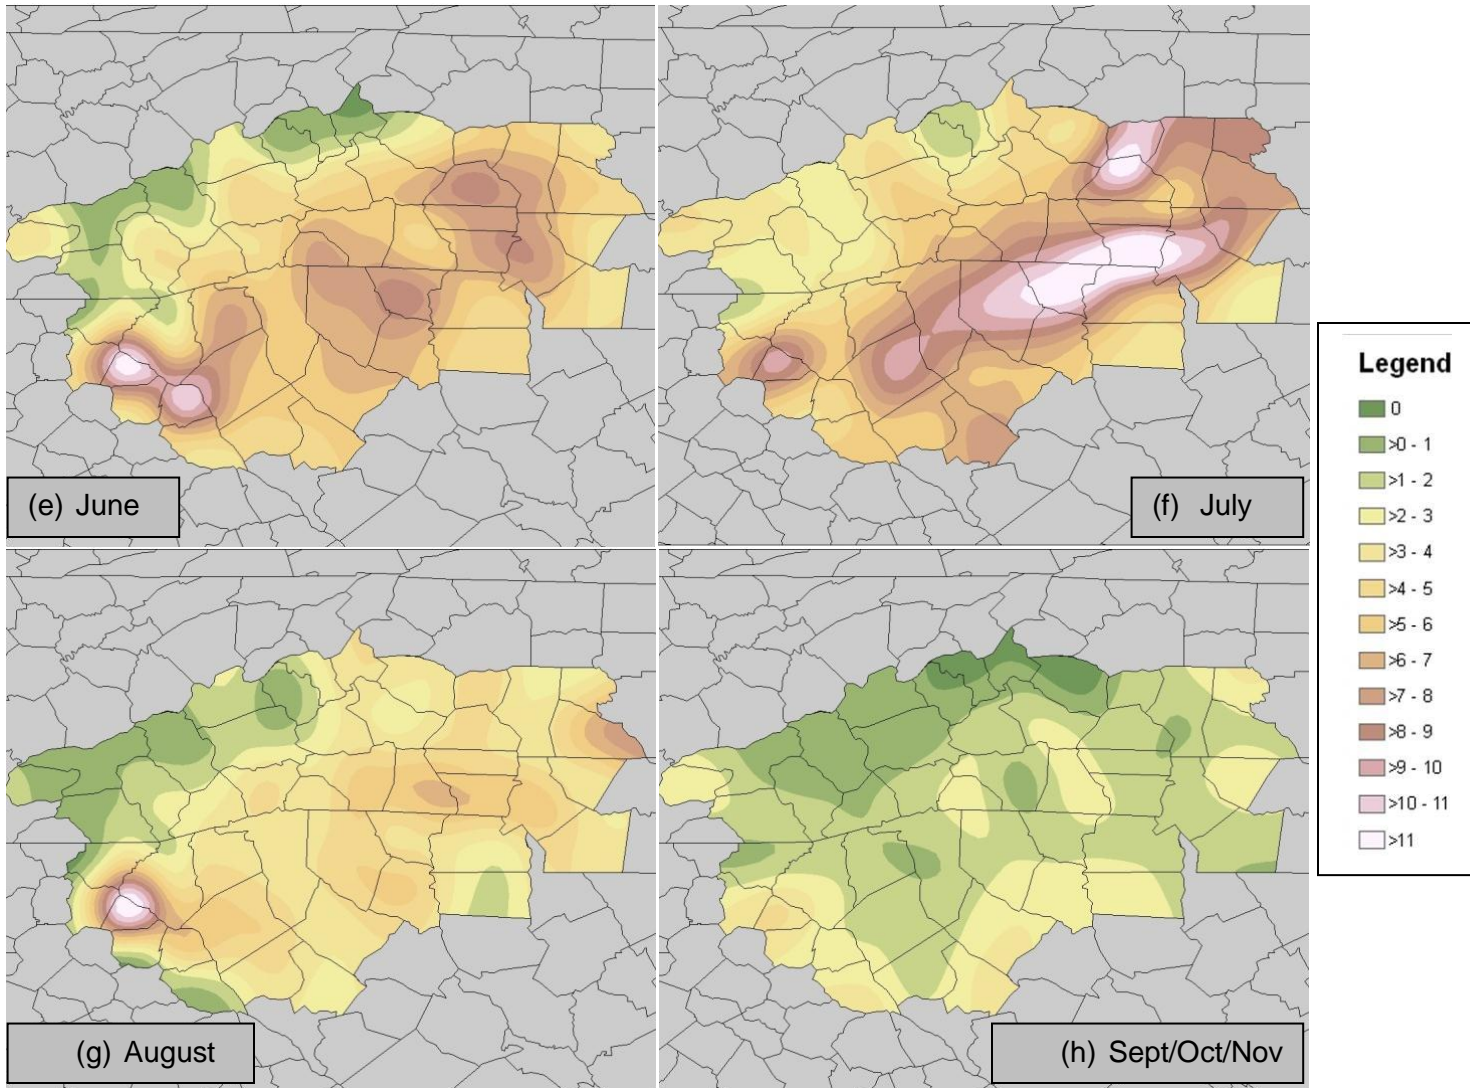 (e) June
(f) July
Legend
0
>0 - 1
>1 - 2
>2 - 3
>3 - 4
>4 - 5
>5 - 6
>6 - 7
>7 - 8
>8 - 9
>9 - 10
>10 - 11
>11
(g) August
(h) Sept/Oct/Nov